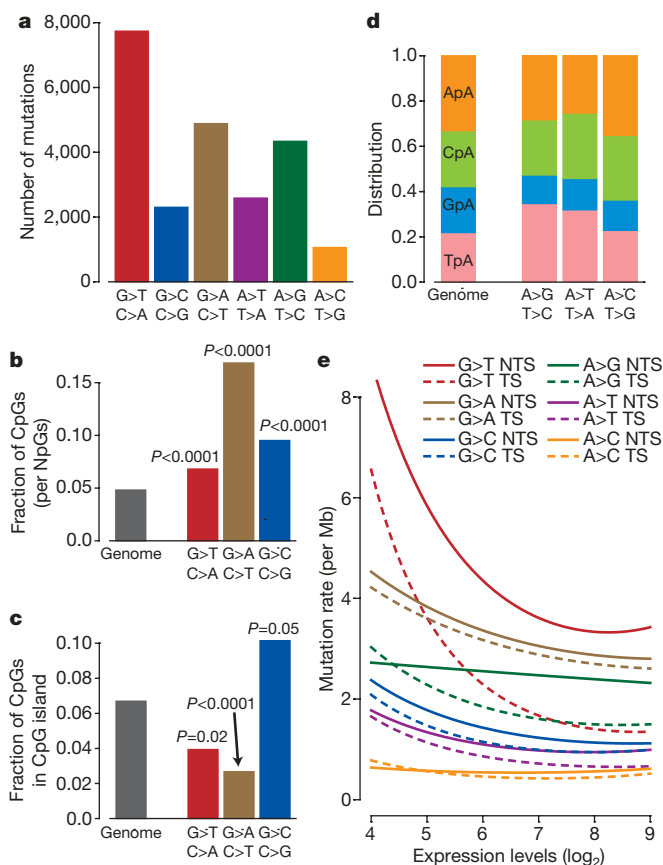 a
Number of mutations
8,000
6,000
4,000
2,000
0
G>T G>C G>A A>T A>G A>C
C>A C>G C>T T>A T>C T>G
b
Fraction of CpGs
(per NpGs)
0.15
0.10
0.05
0
P<0.0001
P<0.0001
P<0.0001
Genome
G>T G>A G>C
C>A C>T C>G
c
Fraction of CpGs
in CpG island
0.10
0.08
0.06
0.04
0.02
0
P=0.02
P<0.0001
P=0.05
Genome
G>T G>A G>C
C>A C>T C>G
d
Distribution
1.0
0.8
0.6
0.4
0.2
0.0
ApA
CpA
GpA
TpA
Genome
A>G A>T A>C
T>C T>A T>G
e
G>T NTS
G>T TS
G>A NTS
G>A TS
G>C NTS
G>C TS
A>G NTS
A>G TS
A>T NTS
A>T TS
A>C NTS
A>C TS
Mutation rate (per Mb)
8
6
4
2
0
4 5 6 7 8 9
Expression levels (log2)